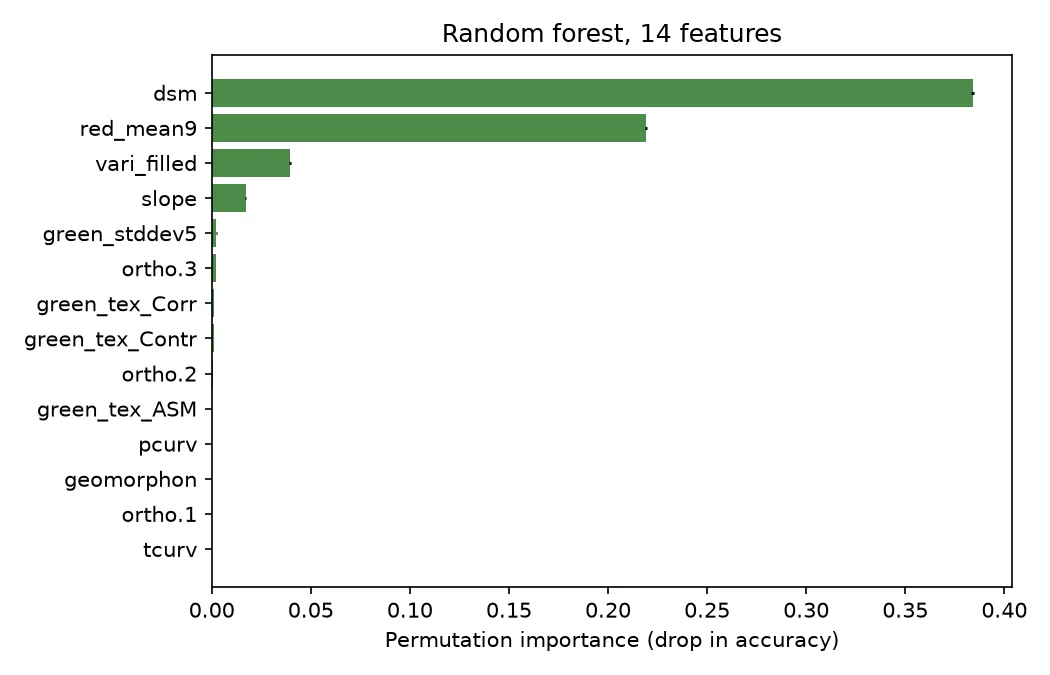 Random forest, 14 features
dsm
red_mean9
vari_filled
slope
green_stddev5
ortho.3
green_tex_Corr
green_tex_Contr
ortho.2
green_tex_ASM
pcurv
geomorphon
ortho.1
tcurv
0.00 0.05 0.10 0.15 0.20 0.25 0.30 0.35 0.40
Permutation importance (drop in accuracy)